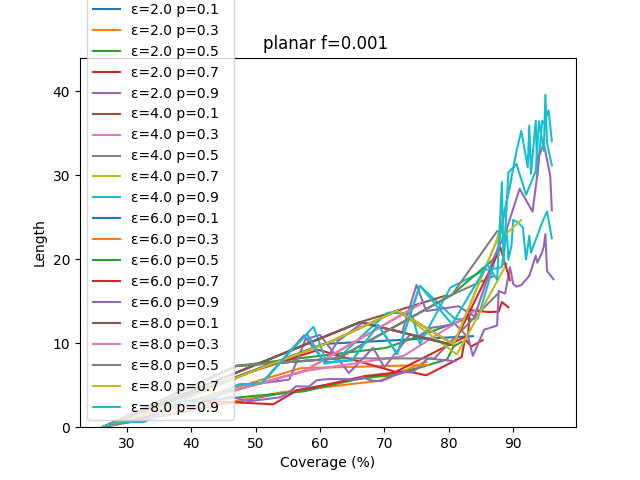 planar f=0.001
ε=2.0 p=0.1
ε=2.0 p=0.3
ε=2.0 p=0.5
ε=2.0 p=0.7
ε=2.0 p=0.9
ε=4.0 p=0.1
ε=4.0 p=0.3
ε=4.0 p=0.5
ε=4.0 p=0.7
ε=4.0 p=0.9
ε=6.0 p=0.1
ε=6.0 p=0.3
ε=6.0 p=0.5
ε=6.0 p=0.7
ε=6.0 p=0.9
ε=8.0 p=0.1
ε=8.0 p=0.3
ε=8.0 p=0.5
ε=8.0 p=0.7
ε=8.0 p=0.9
Length
40
30
20
10
0
30 40 50 60 70 80 90
Coverage (%)